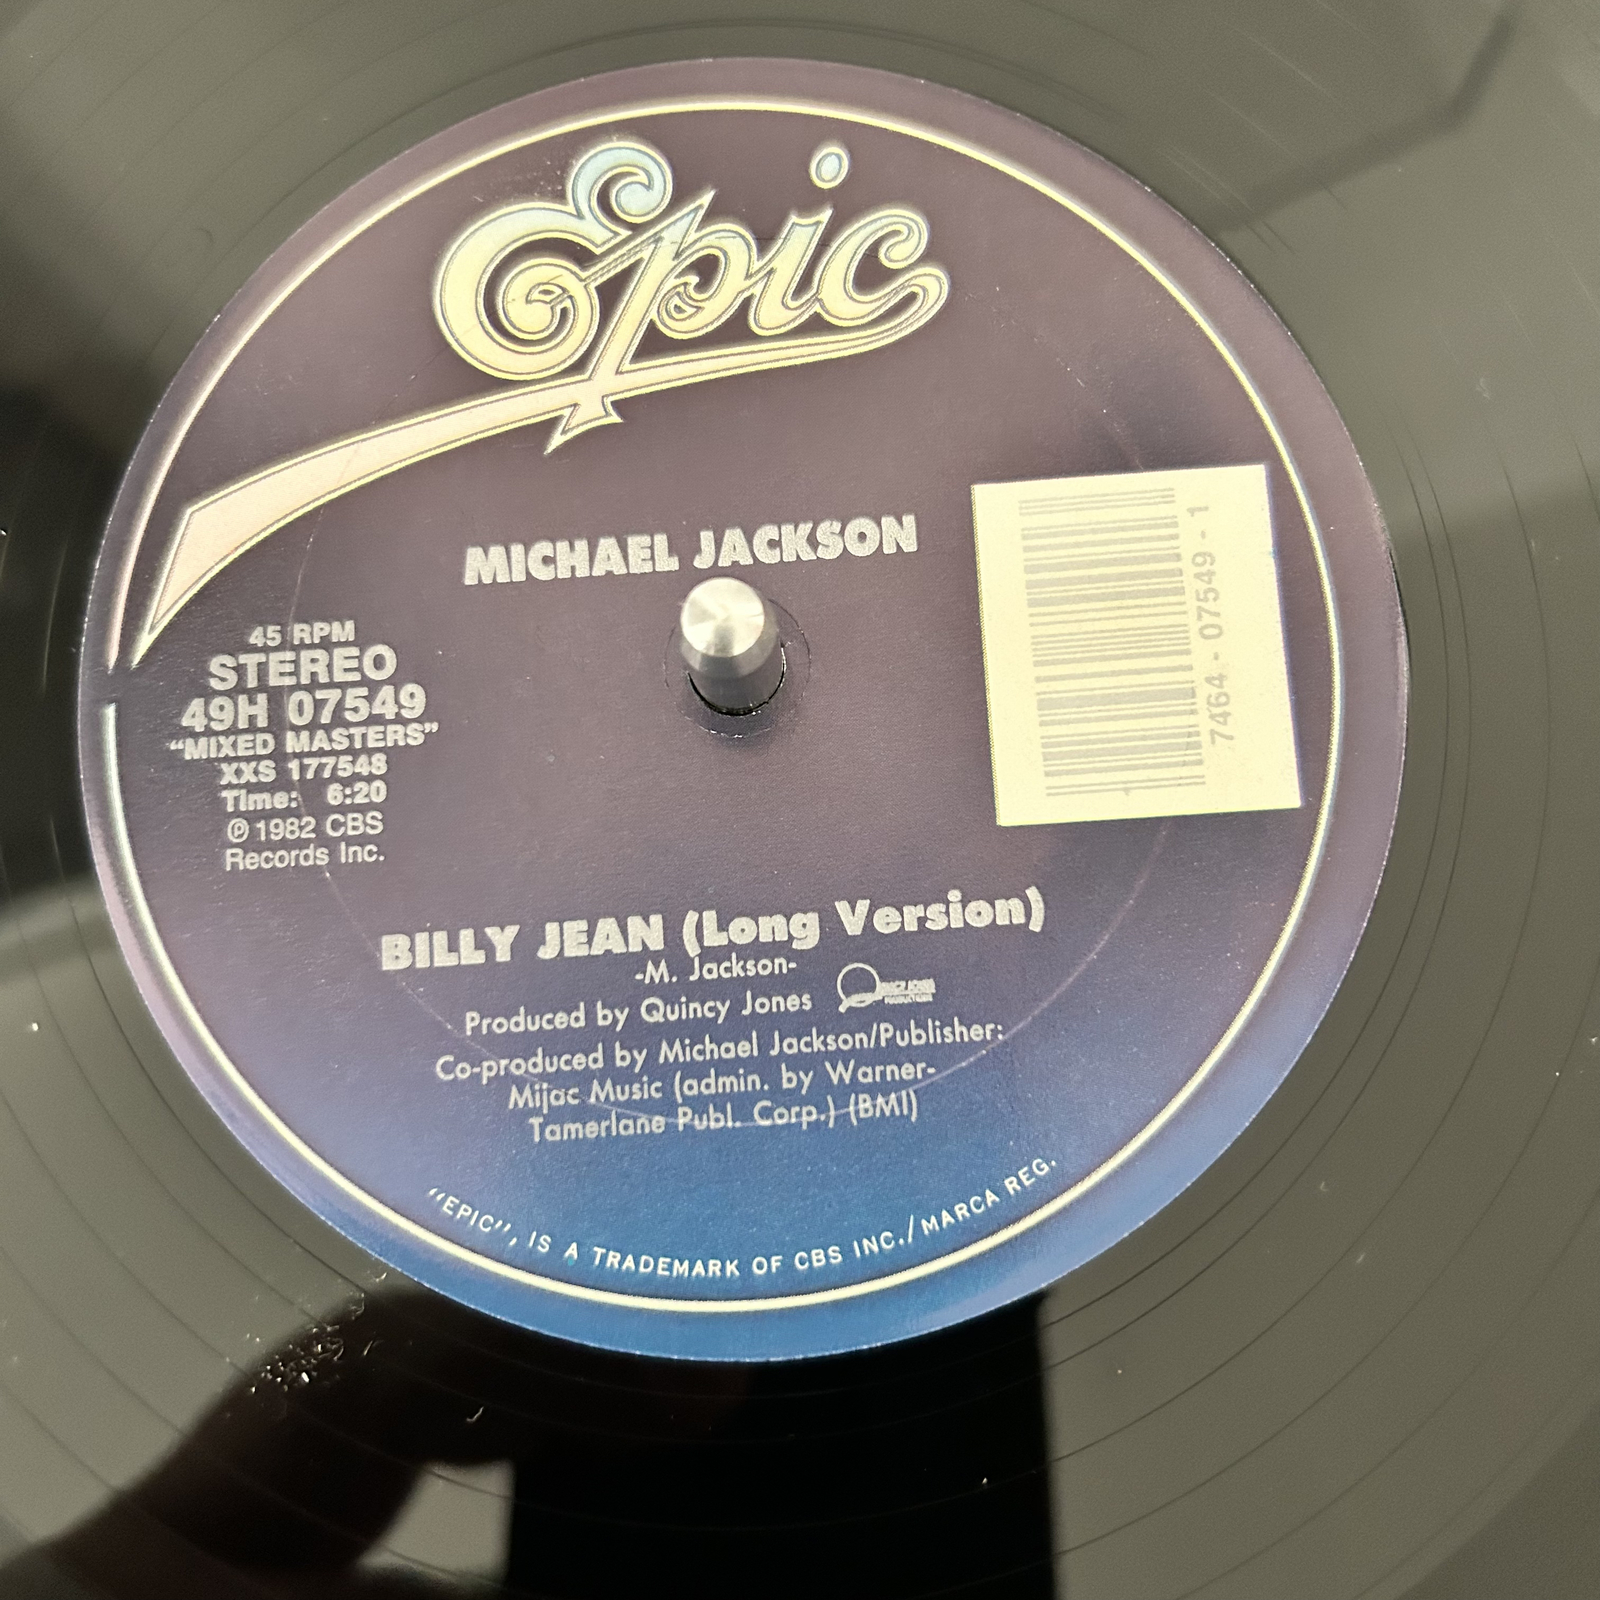 Epic
MICHAEL JACKSON
45 RPM
STEREO
49H 07549
"MIXED MASTERS"
XXS 177548
Time: 6:20
℗ 1982 CBS
Records Inc.
7464 - 07549 - 1
BILLY JEAN (Long Version)
-M. Jackson-
Produced by Quincy Jones
Co-produced by Michael Jackson/Publisher:
Mijac Music (admin. by Warner-
Tamerlane Publ. Corp.) (BMI)
"EPIC", IS A TRADEMARK OF CBS INC./MARCA REG.